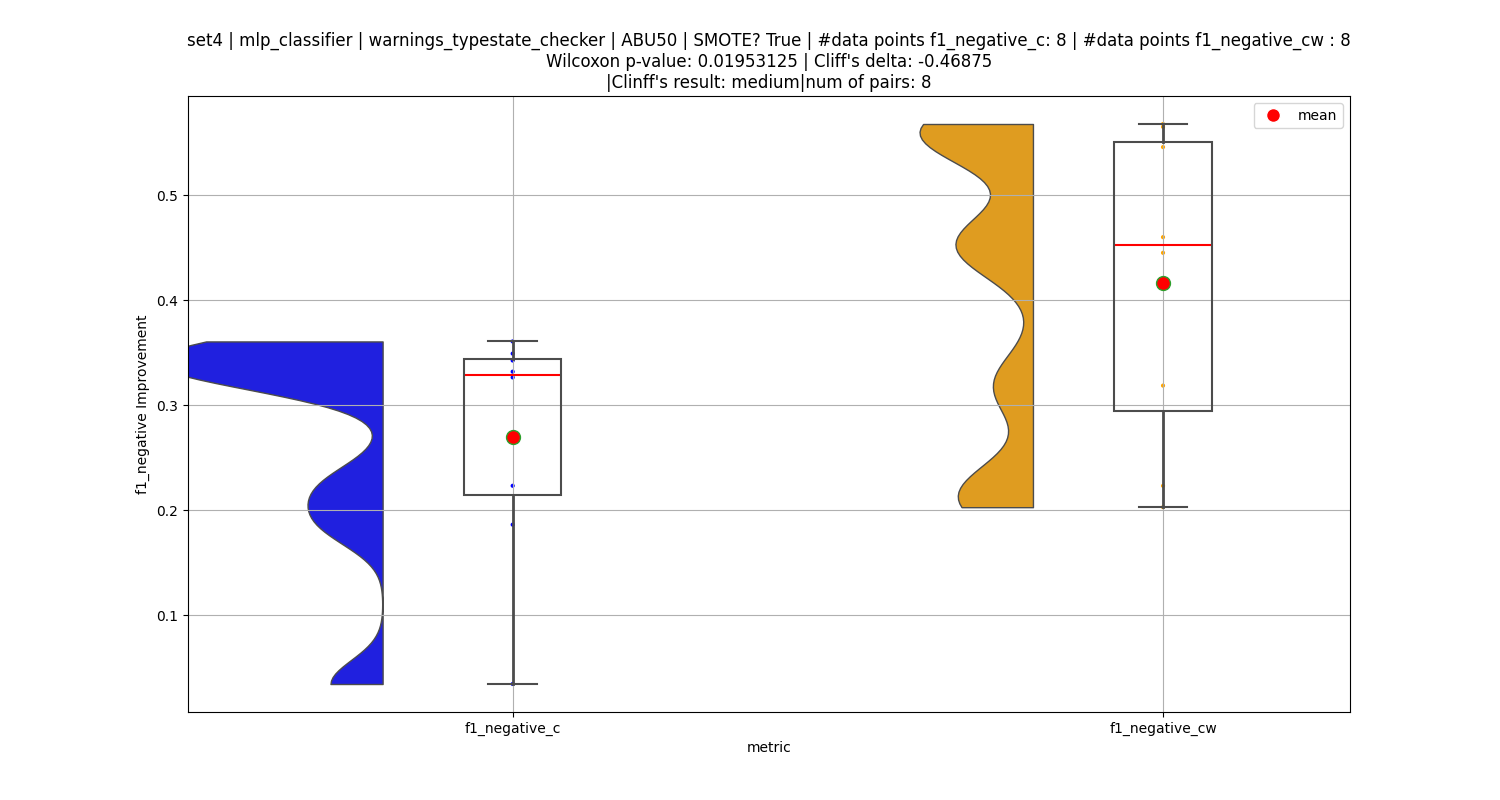 set4 | mlp_classifier | warnings_typestate_checker | ABU50 | SMOTE? True | #data points f1_negative_c: 8 | #data points f1_negative_cw : 8
Wilcoxon p-value: 0.01953125 | Cliff's delta: -0.46875
|Clinff's result: medium|num of pairs: 8
mean
f1_negative Improvement
0.5
0.4
0.3
0.2
0.1
f1_negative_c
f1_negative_cw
metric